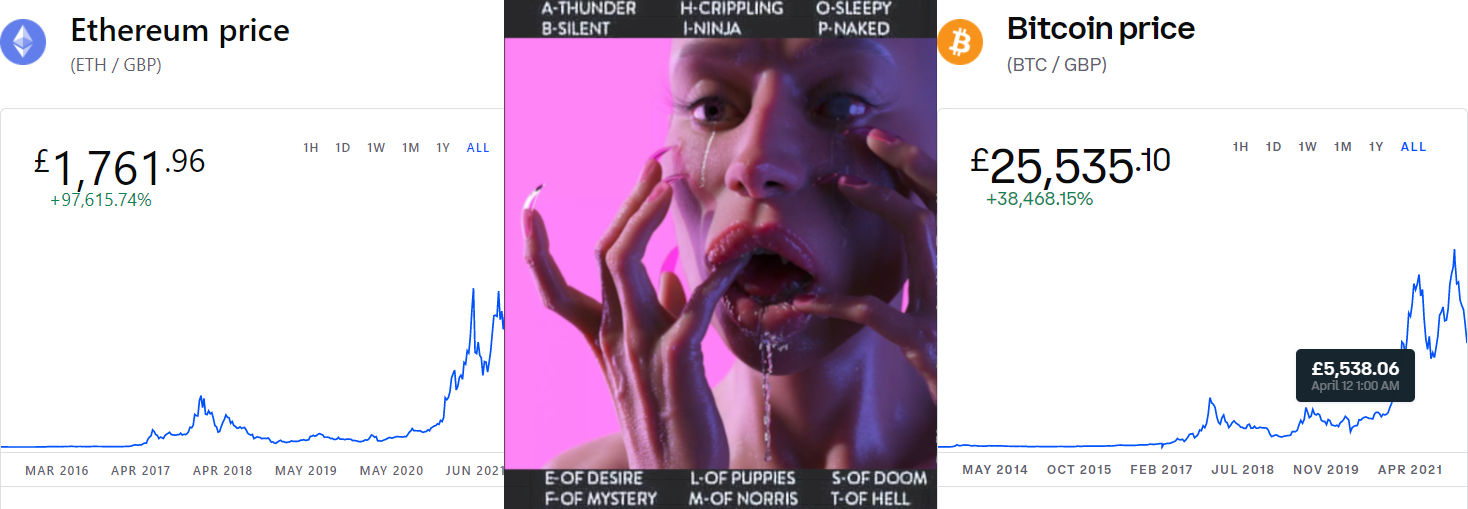 Ethereum price
(ETH / GBP)
£1,761.96
+97,615.74%
1H 1D 1W 1M 1Y ALL
MAR 2016 APR 2017 APR 2018 MAY 2019 MAY 2020 JUN 2021
A-THUNDER H-CRIPPLING O-SLEEPY
B-SILENT I-NINJA P-NAKED
E-OF DESIRE L-OF PUPPIES S-OF DOOM
F-OF MYSTERY M-OF NORRIS T-OF HELL
Bitcoin price
(BTC / GBP)
£25,535.10
+38,468.15%
1H 1D 1W 1M 1Y ALL
£5,538.06
April 12 1:00 AM
MAY 2014 OCT 2015 FEB 2017 JUL 2018 NOV 2019 APR 2021